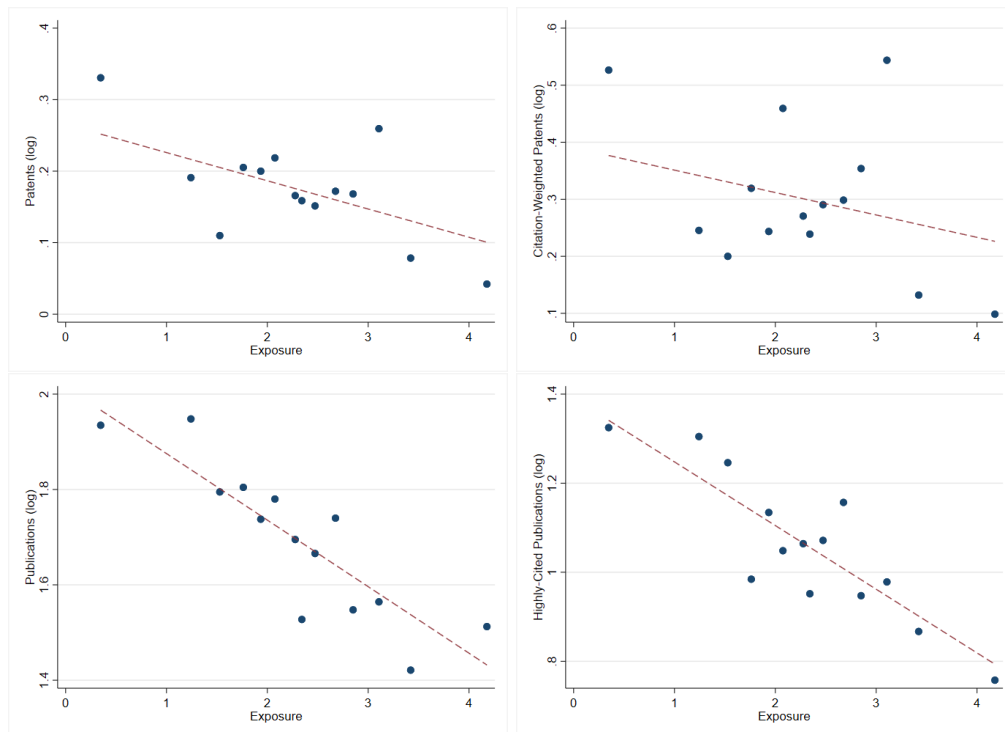 Patents (log)
.4
.3
.2
.1
0
0 1 2 3 4
Exposure
Citation-Weighted Patents (log)
.6
.5
.4
.3
.2
.1
0 1 2 3 4
Exposure
Publications (log)
2
1.8
1.6
1.4
0 1 2 3 4
Exposure
Highly-Cited Publications (log)
1.4
1.2
1
.8
0 1 2 3 4
Exposure